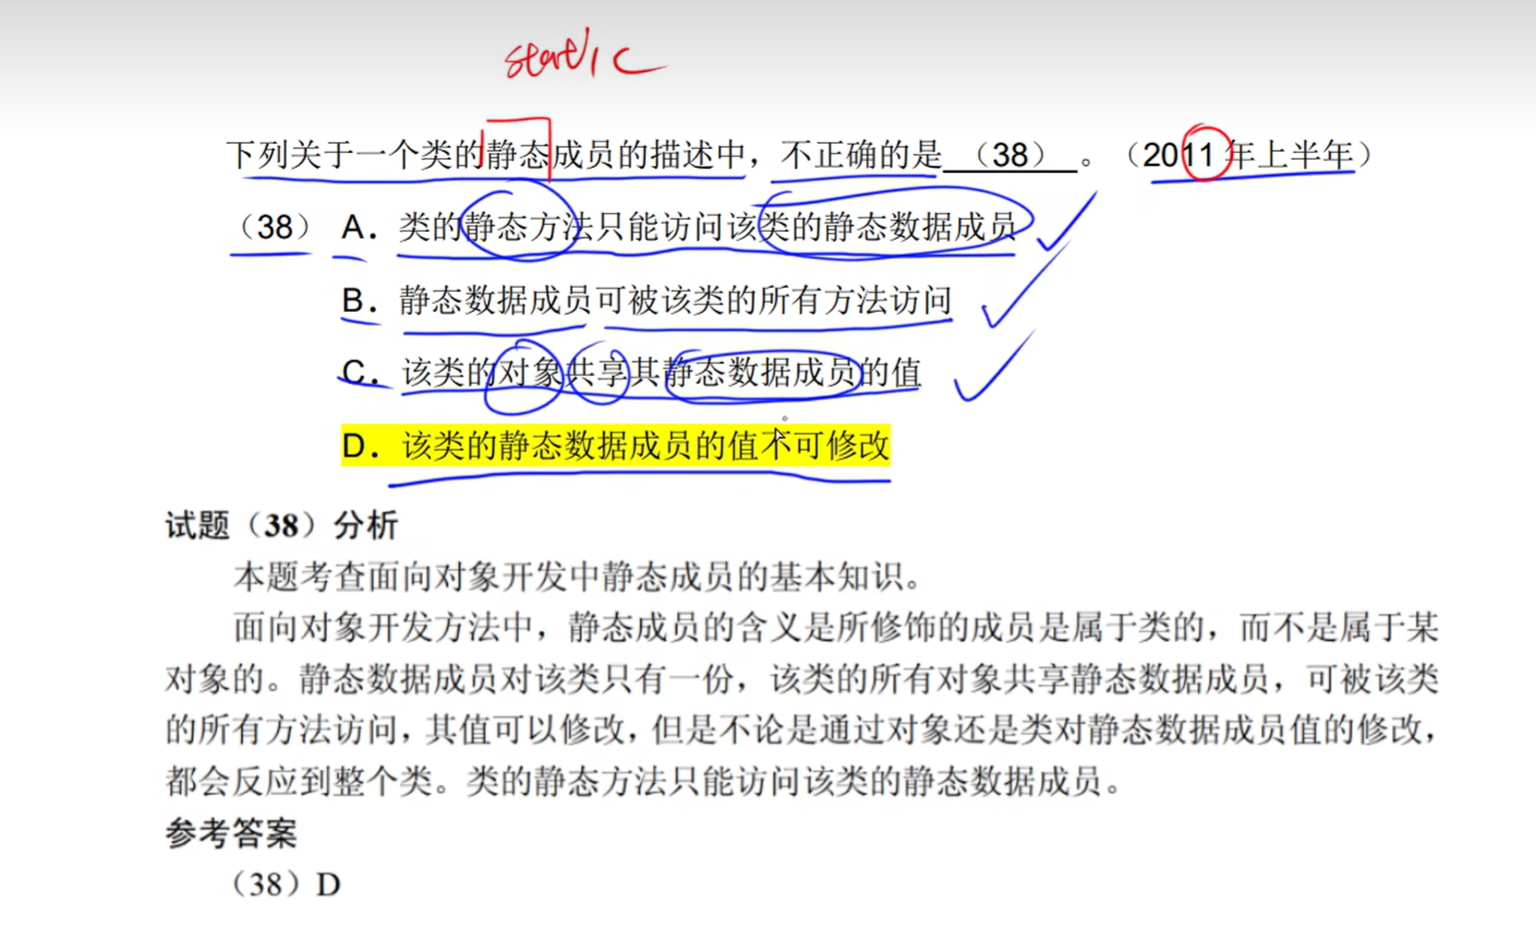 static
下列关于一个类的静态成员的描述中，不正确的是 （38） 。（2011年上半年）
（38） A．类的静态方法只能访问该类的静态数据成员
B．静态数据成员可被该类的所有方法访问
C．该类的对象共享其静态数据成员的值
D．该类的静态数据成员的值不可修改
试题（38）分析
本题考查面向对象开发中静态成员的基本知识。
面向对象开发方法中，静态成员的含义是所修饰的成员是属于类的，而不是属于某
对象的。静态数据成员对该类只有一份，该类的所有对象共享静态数据成员，可被该类
的所有方法访问，其值可以修改，但是不论是通过对象还是类对静态数据成员值的修改，
都会反应到整个类。类的静态方法只能访问该类的静态数据成员。
参考答案
（38）D